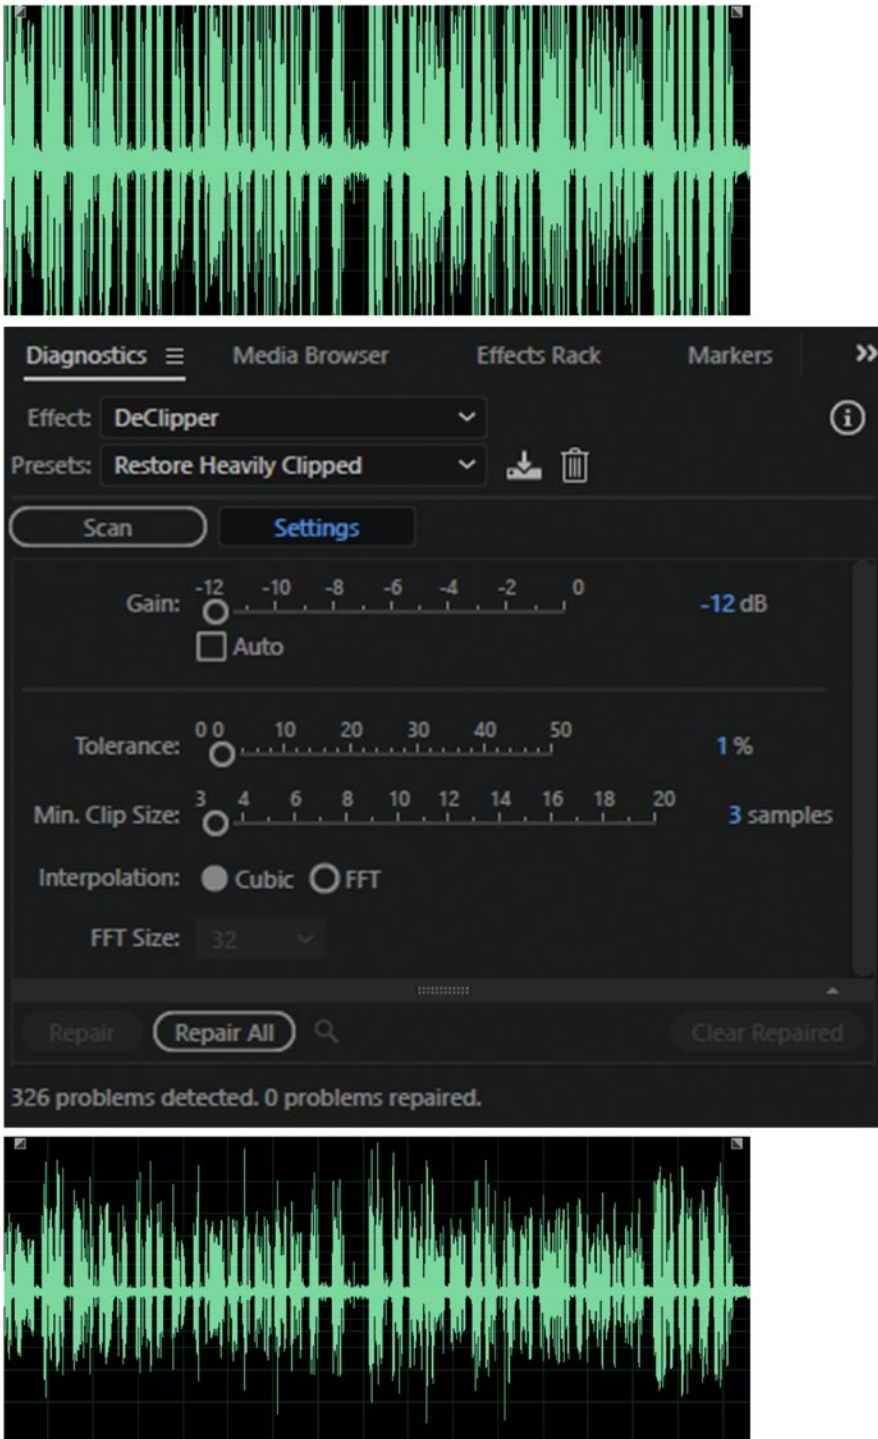 Diagnostics Media Browser Effects Rack Markers »
Effect: DeClipper
Presets: Restore Heavily Clipped
Scan Settings
-12 -10 -8 -6 -4 -2 0
Gain: -12 dB
Auto
0 0 10 20 30 40 50
Tolerance: 1 %
3 4 6 8 10 12 14 16 18 20
Min. Clip Size: 3 samples
Interpolation: Cubic FFT
FFT Size: 32
Repair Repair All Clear Repaired
326 problems detected. 0 problems repaired.